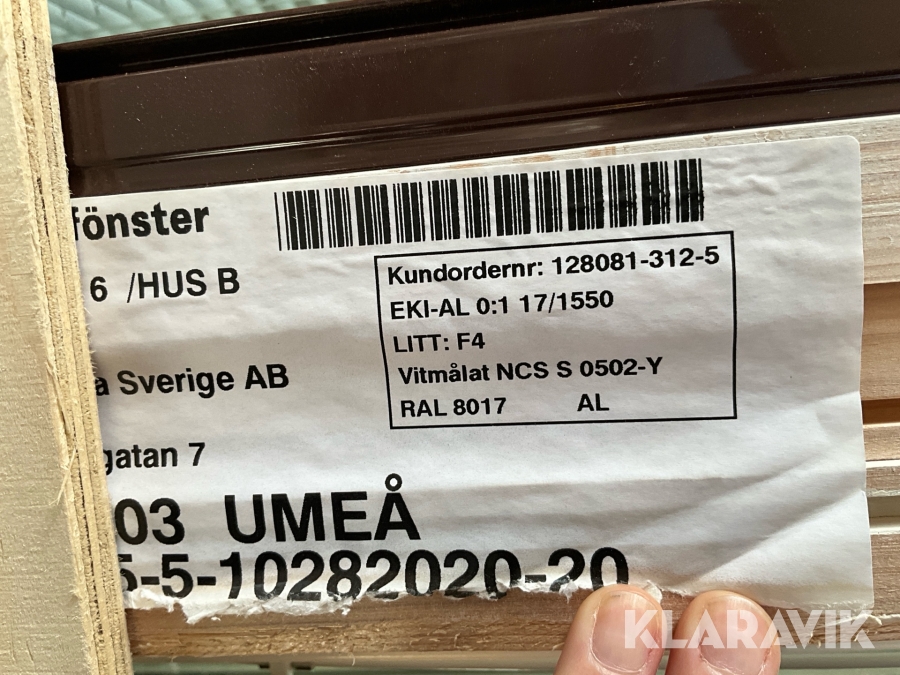 fönster
6 /HUS B
a Sverige AB
gatan 7
03 UMEÅ
5-5-10282020-20
Kundordernr: 128081-312-5
EKI-AL 0:1 17/1550
LITT: F4
Vitmålat NCS S 0502-Y
RAL 8017 AL
KLARAVIK